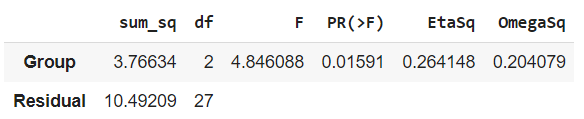 sum_sq df F PR(>F) EtaSq OmegaSq
Group 3.76634 2 4.846088 0.01591 0.264148 0.204079
Residual 10.49209 27